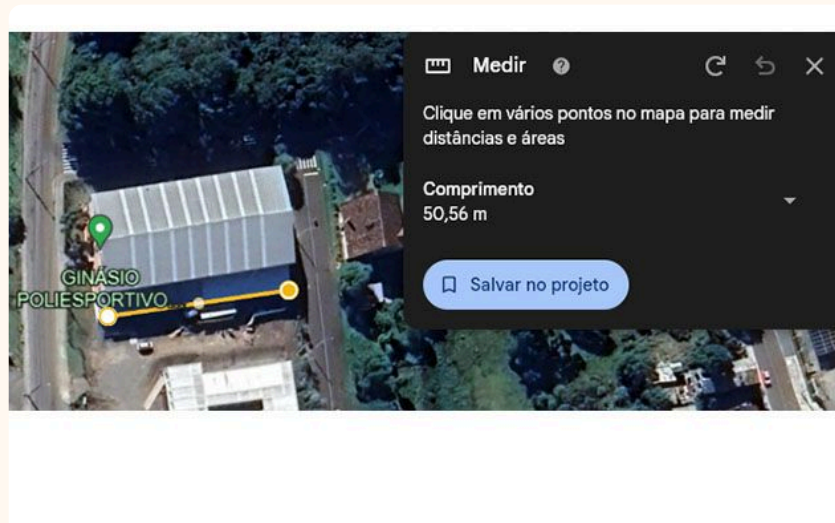 Medir
Clique em vários pontos no mapa para medir
distâncias e áreas
Comprimento
50,56 m
Salvar no projeto
GINÁSIO
POLIESPORTIVO